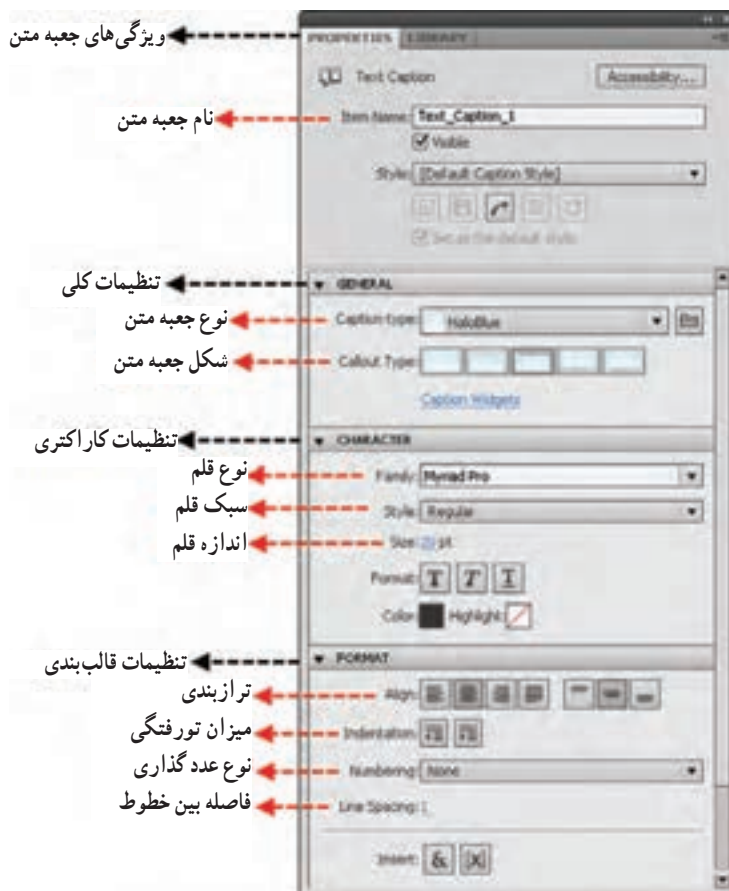 ویژگی‌های جعبه متن
PROPERTIES LIBRARY
Text Caption Accessibility...
نام جعبه متن
Item Name: Text_Caption_1
Visible
Style: [Default Caption Style]
Set as the default style
تنظیمات کلی
GENERAL
نوع جعبه متن
Caption type: HaloBlue
شکل جعبه متن
Callout Type:
Caption Widgets
تنظیمات کاراکتری
CHARACTER
نوع قلم
Family: Myriad Pro
سبک قلم
Style: Regular
اندازه قلم
Size: pt
Format: T T T
Color: Highlight:
تنظیمات قالب‌بندی
FORMAT
ترازبندی
Align:
میزان تورفتگی
Indentation:
نوع عدد گذاری
Numbering: None
فاصله بین خطوط
Line Spacing: 1
Insert: & [X]